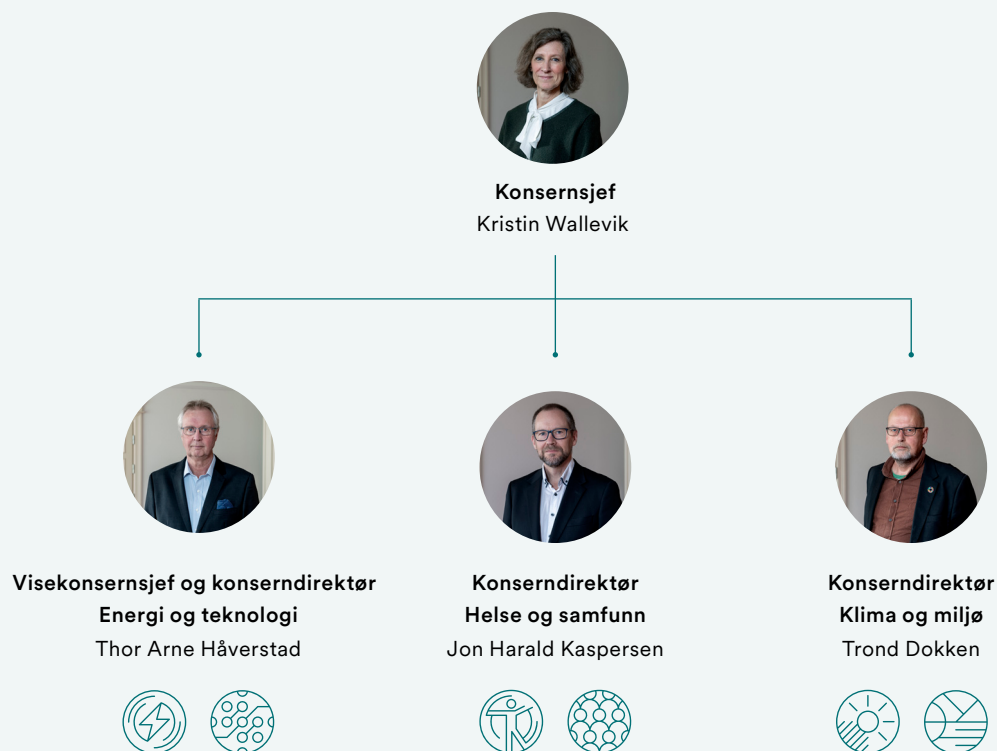 Konsernsjef
Kristin Wallevik
Visekonsernsjef og konserndirektør
Energi og teknologi
Thor Arne Håverstad
Konserndirektør
Helse og samfunn
Jon Harald Kaspersen
Konserndirektør
Klima og miljø
Trond Dokken